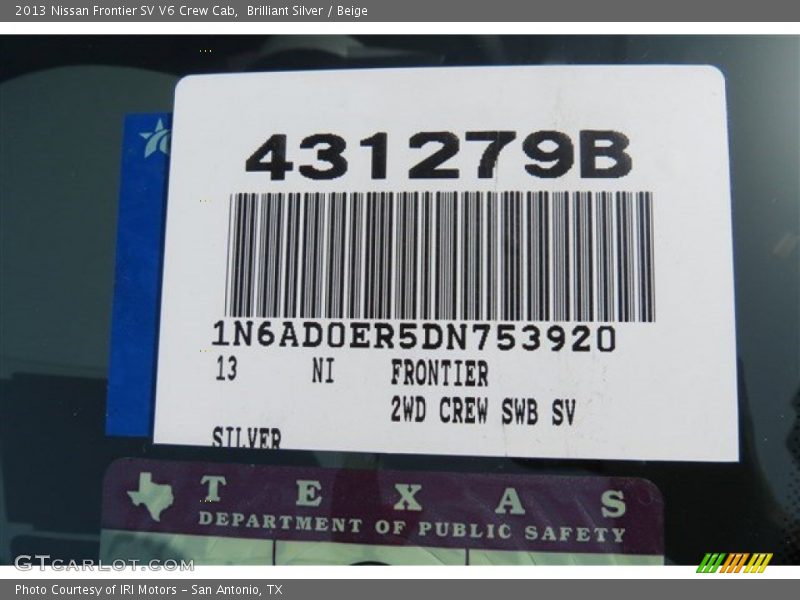 2013 Nissan Frontier SV V6 Crew Cab,  Brilliant Silver / Beige
431279B
1N6AD0ER5DN753920
13 NI FRONTIER
2WD CREW SWB SV
SILVER
TEXAS
DEPARTMENT OF PUBLIC SAFETY
GTCARLOT.COM
Photo Courtesy of IRI Motors - San Antonio, TX